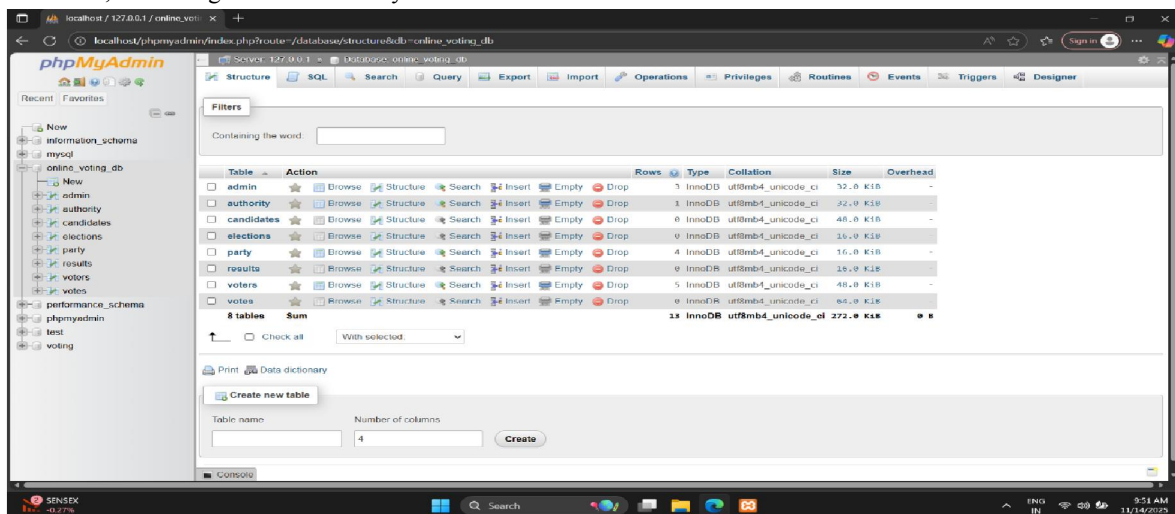 localhost / 127.0.0.1 / online_voti
localhost/phpmyadmin/index.php?route=/database/structure&db=online_voting_db
Sign in
phpMyAdmin
Recent Favorites
New
information_schema
mysql
online_voting_db
New
admin
authority
candidates
elections
party
results
voters
votes
performance_schema
phpmyadmin
test
voting
Server: 127.0.0.1 » Database: online_voting_db
Structure SQL Search Query Export Import Operations Privileges Routines Events Triggers Designer
Filters
Containing the word:
Table Action Rows Type Collation Size Overhead
admin Browse Structure Search Insert Empty Drop 3 InnoDB utf8mb4_unicode_ci 32.0 KiB -
authority Browse Structure Search Insert Empty Drop 1 InnoDB utf8mb4_unicode_ci 32.0 KiB -
candidates Browse Structure Search Insert Empty Drop 0 InnoDB utf8mb4_unicode_ci 48.0 KiB -
elections Browse Structure Search Insert Empty Drop 0 InnoDB utf8mb4_unicode_ci 16.0 KiB -
party Browse Structure Search Insert Empty Drop 4 InnoDB utf8mb4_unicode_ci 16.0 KiB -
results Browse Structure Search Insert Empty Drop 0 InnoDB utf8mb4_unicode_ci 16.0 KiB -
voters Browse Structure Search Insert Empty Drop 5 InnoDB utf8mb4_unicode_ci 48.0 KiB -
votes Browse Structure Search Insert Empty Drop 0 InnoDB utf8mb4_unicode_ci 64.0 KiB -
8 tables Sum 13 InnoDB utf8mb4_unicode_ci 272.0 KiB 0 B
Check all With selected:
Print Data dictionary
Create new table
Table name Number of columns
4 Create
Console
2 SENSEX
-0.27%
Search
ENG
IN
9:51 AM
11/14/2025